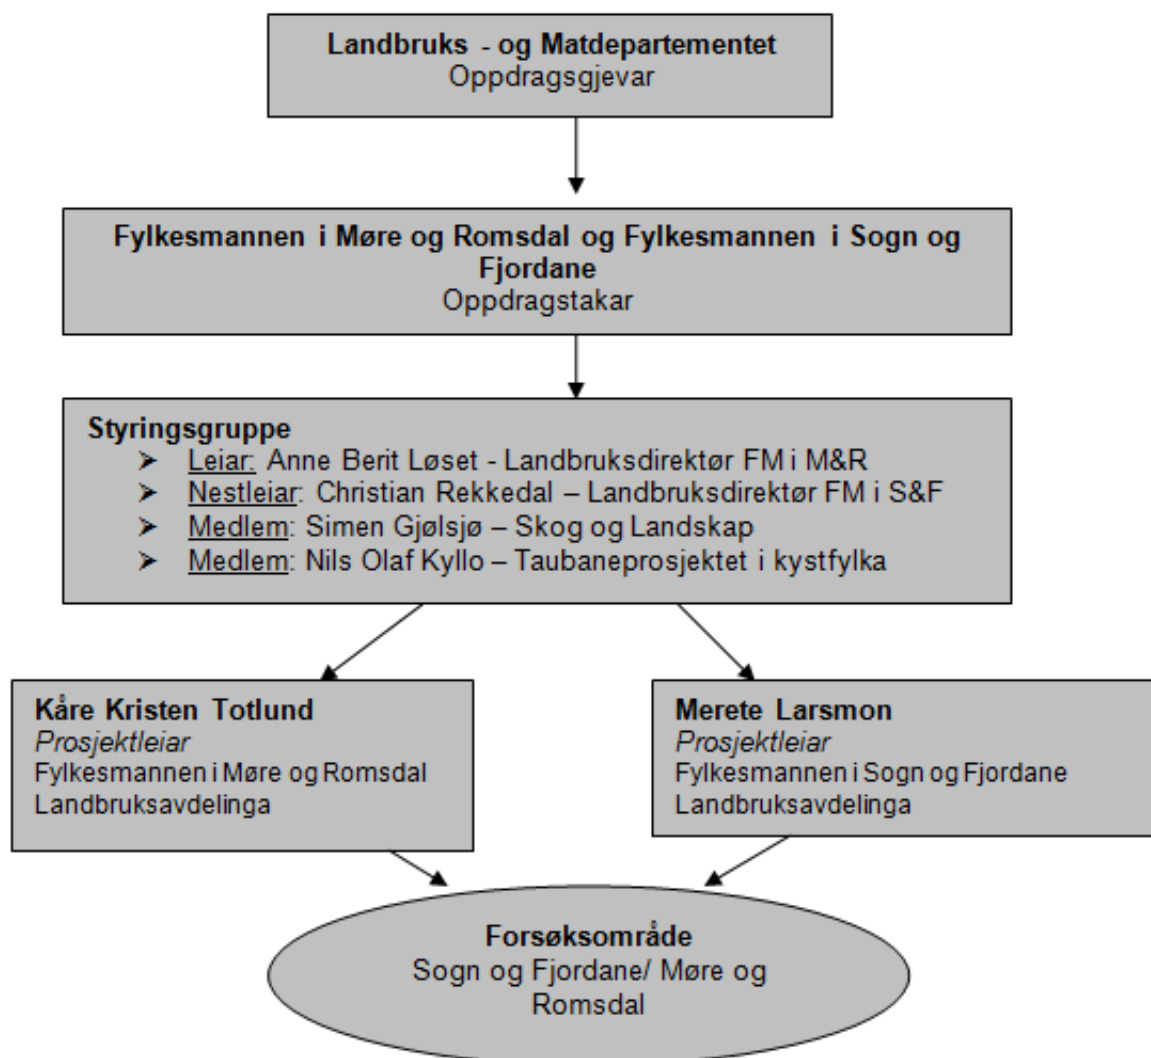 Landbruks - og Matdepartementet
Oppdragsgjevar
Fylkesmannen i Møre og Romsdal og Fylkesmannen i Sogn og
Fjordane
Oppdragstakar
Styringsgruppe
➤ Leiar: Anne Berit Løset - Landbruksdirektør FM i M&R
➤ Nestleiar: Christian Rekkedal – Landbruksdirektør FM i S&F
➤ Medlem: Simen Gjølsjø – Skog og Landskap
➤ Medlem: Nils Olaf Kyllo – Taubaneprosjektet i kystfylka
Kåre Kristen Totlund
Prosjektleiar
Fylkesmannen i Møre og Romsdal
Landbruksavdelinga
Merete Larsmon
Prosjektleiar
Fylkesmannen i Sogn og Fjordane
Landbruksavdelinga
Forsøksområde
Sogn og Fjordane/ Møre og
Romsdal